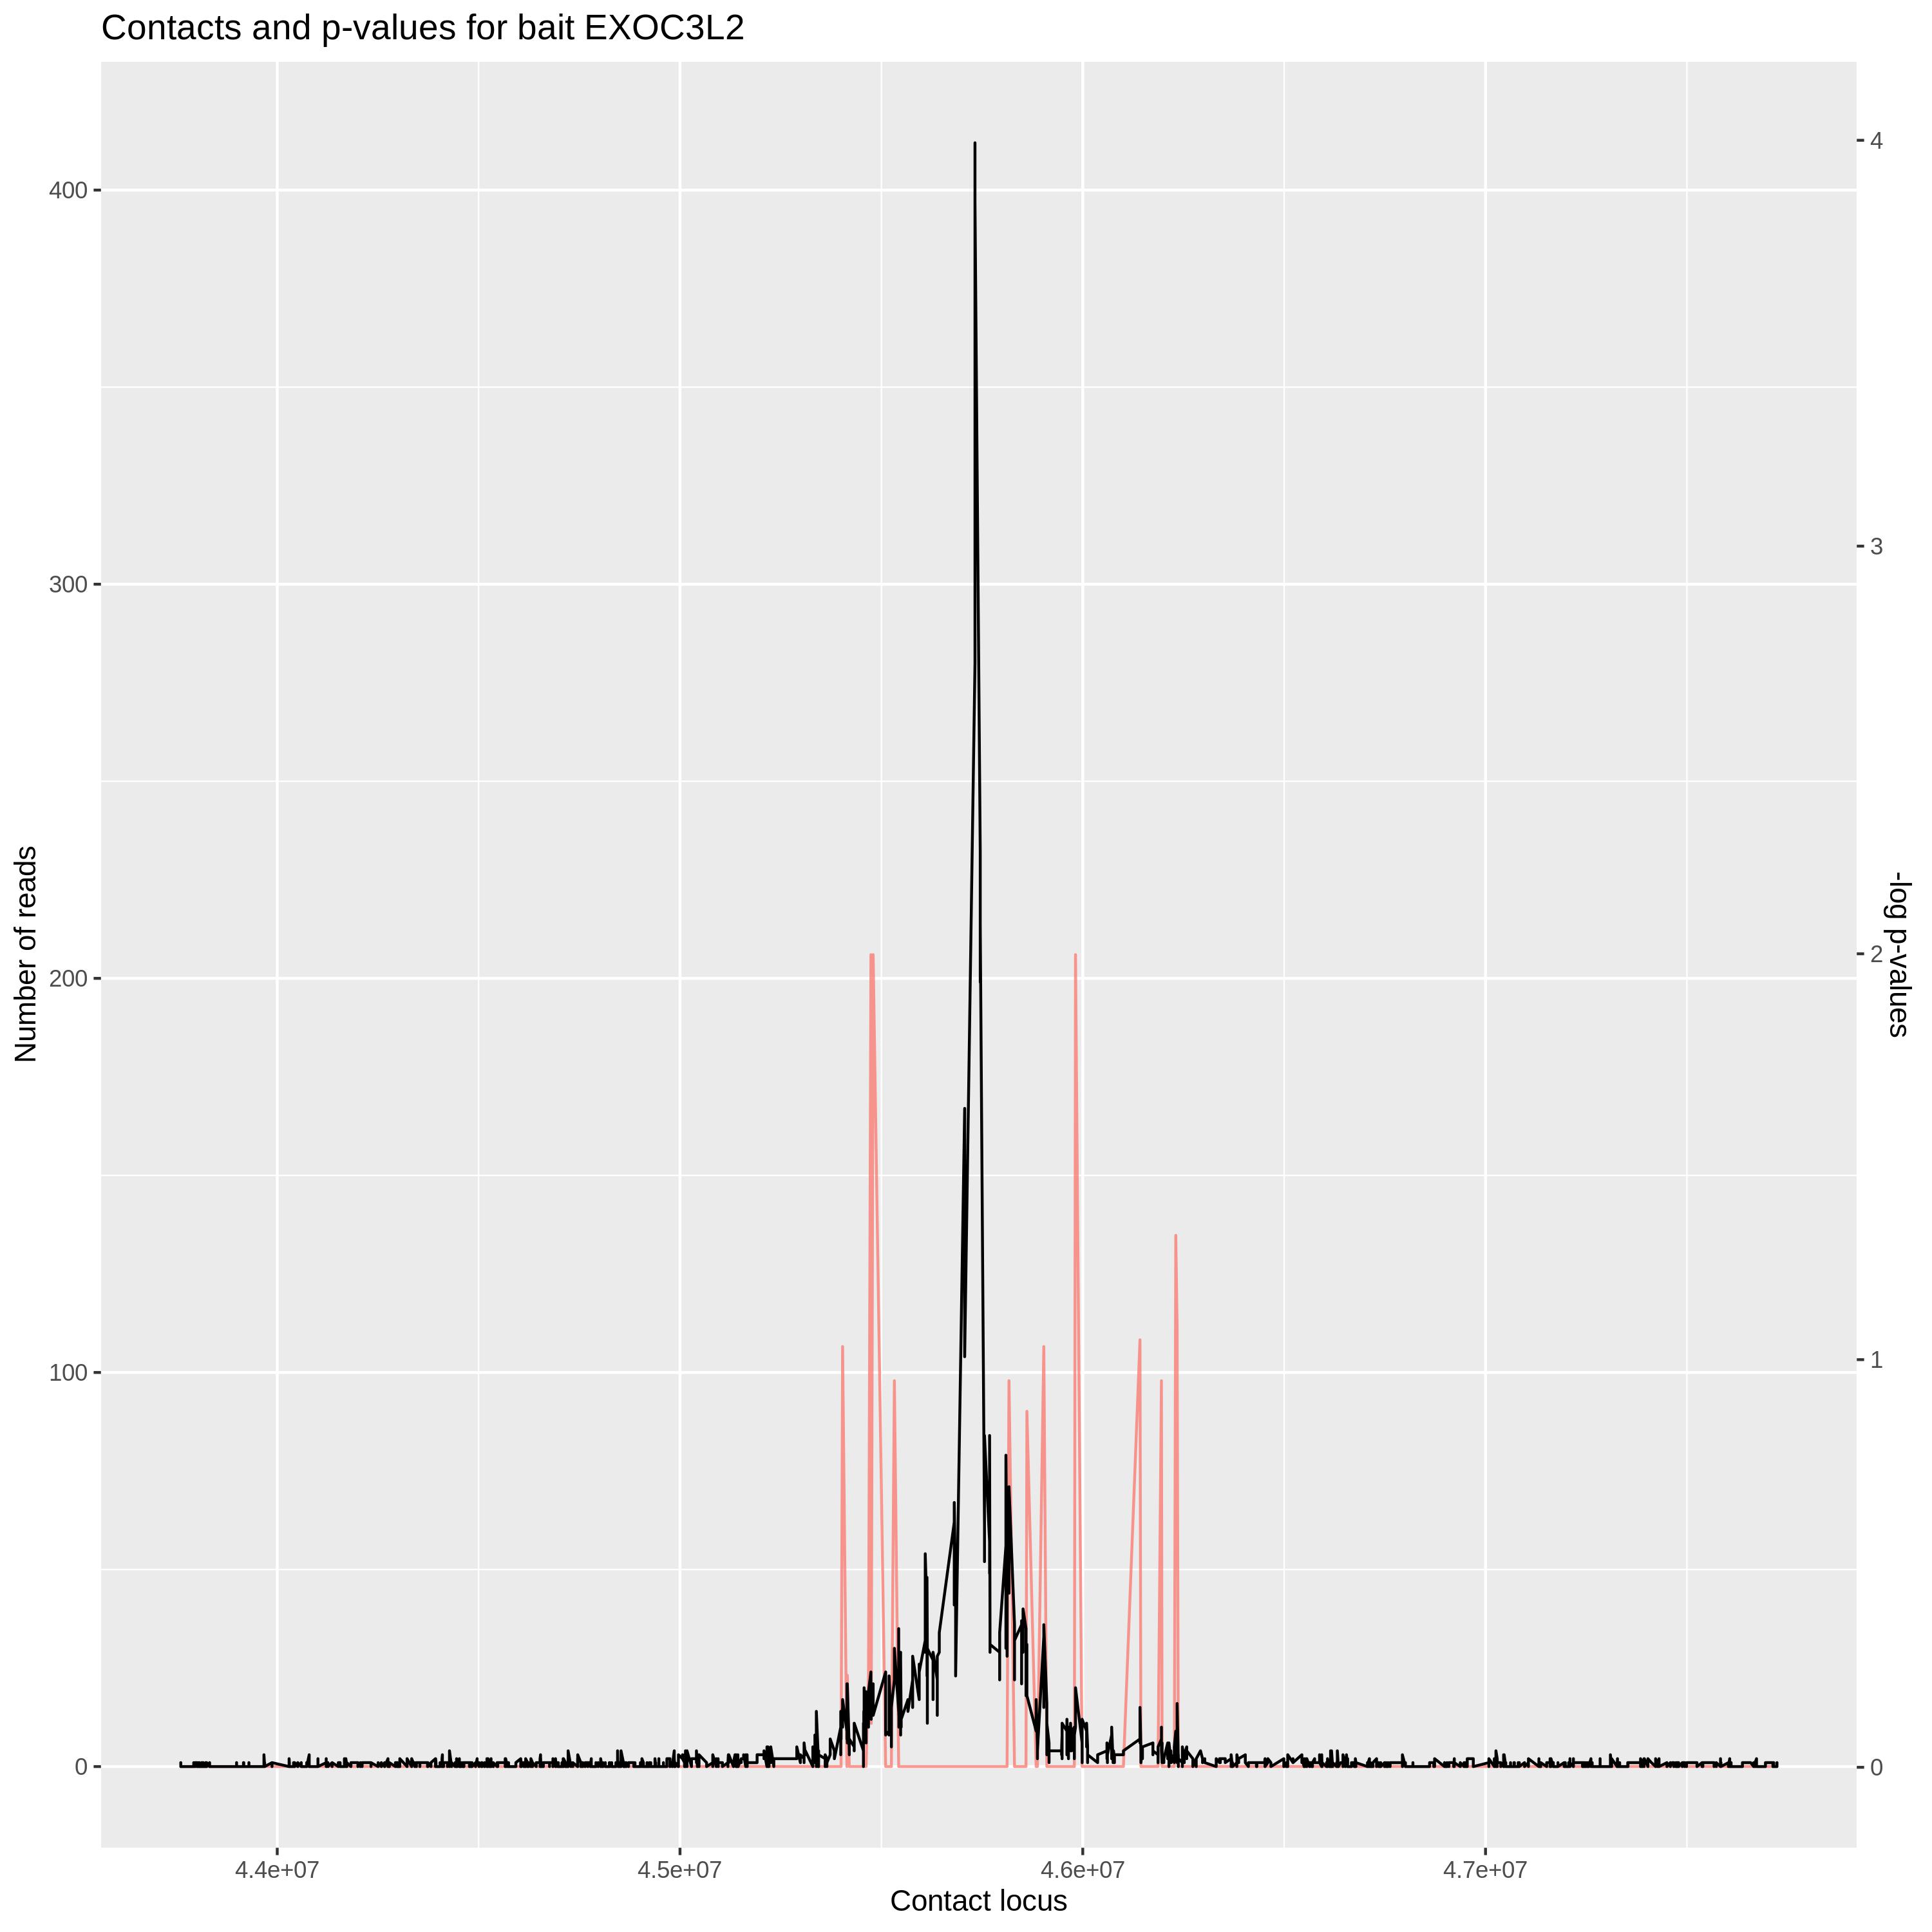 Contacts and p-values for bait EXOC3L2
Number of reads
400
300
200
100
0
4
3
2
1
0
-log p-values
4.4e+07
4.5e+07
4.6e+07
4.7e+07
Contact locus